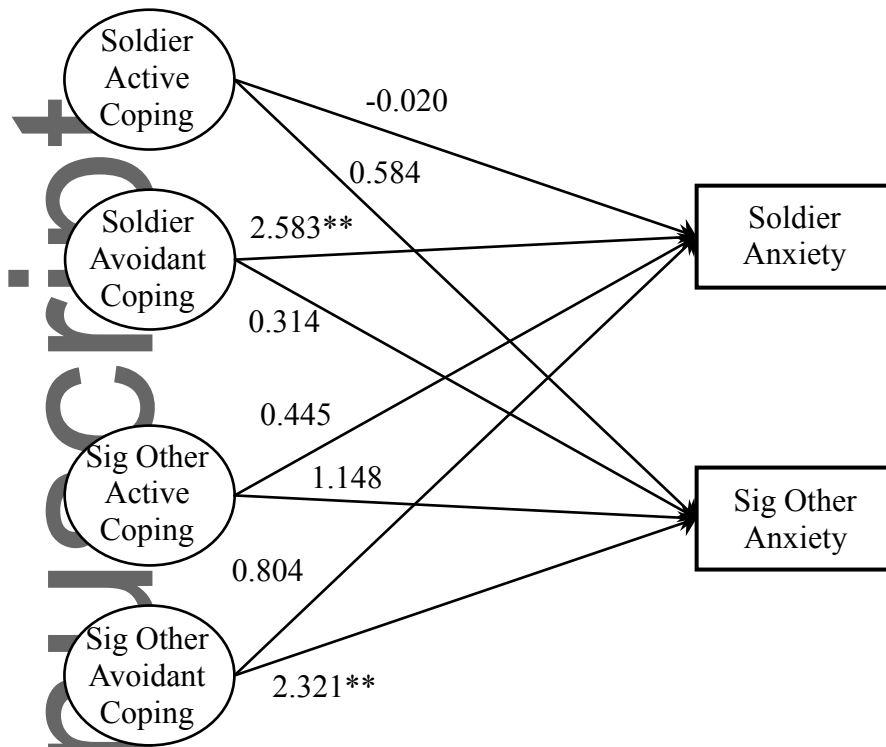 Soldier
Active
Coping
-0.020
0.584
Soldier
Avoidant
Coping
2.583**
0.314
Soldier
Anxiety
Sig Other
Active
Coping
0.445
1.148
Sig Other
Anxiety
Sig Other
Avoidant
Coping
0.804
2.321**
nuscript